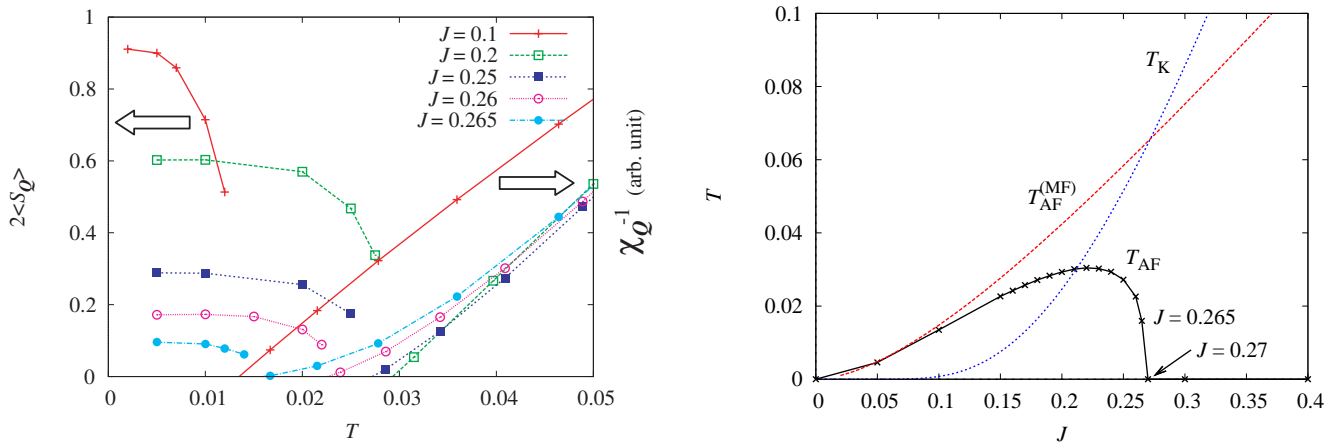 1
0.8
0.6
0.4
0.2
0
0 0.01 0.02 0.03 0.04 0.05
T
2<S_Q>
J = 0.1
J = 0.2
J = 0.25
J = 0.26
J = 0.265
χ_Q^-1 (arb. unit)
0.1
0.08
0.06
0.04
0.02
0
0 0.05 0.1 0.15 0.2 0.25 0.3 0.35 0.4
J
T
T_K
T_AF^(MF)
T_AF
J = 0.265
J = 0.27